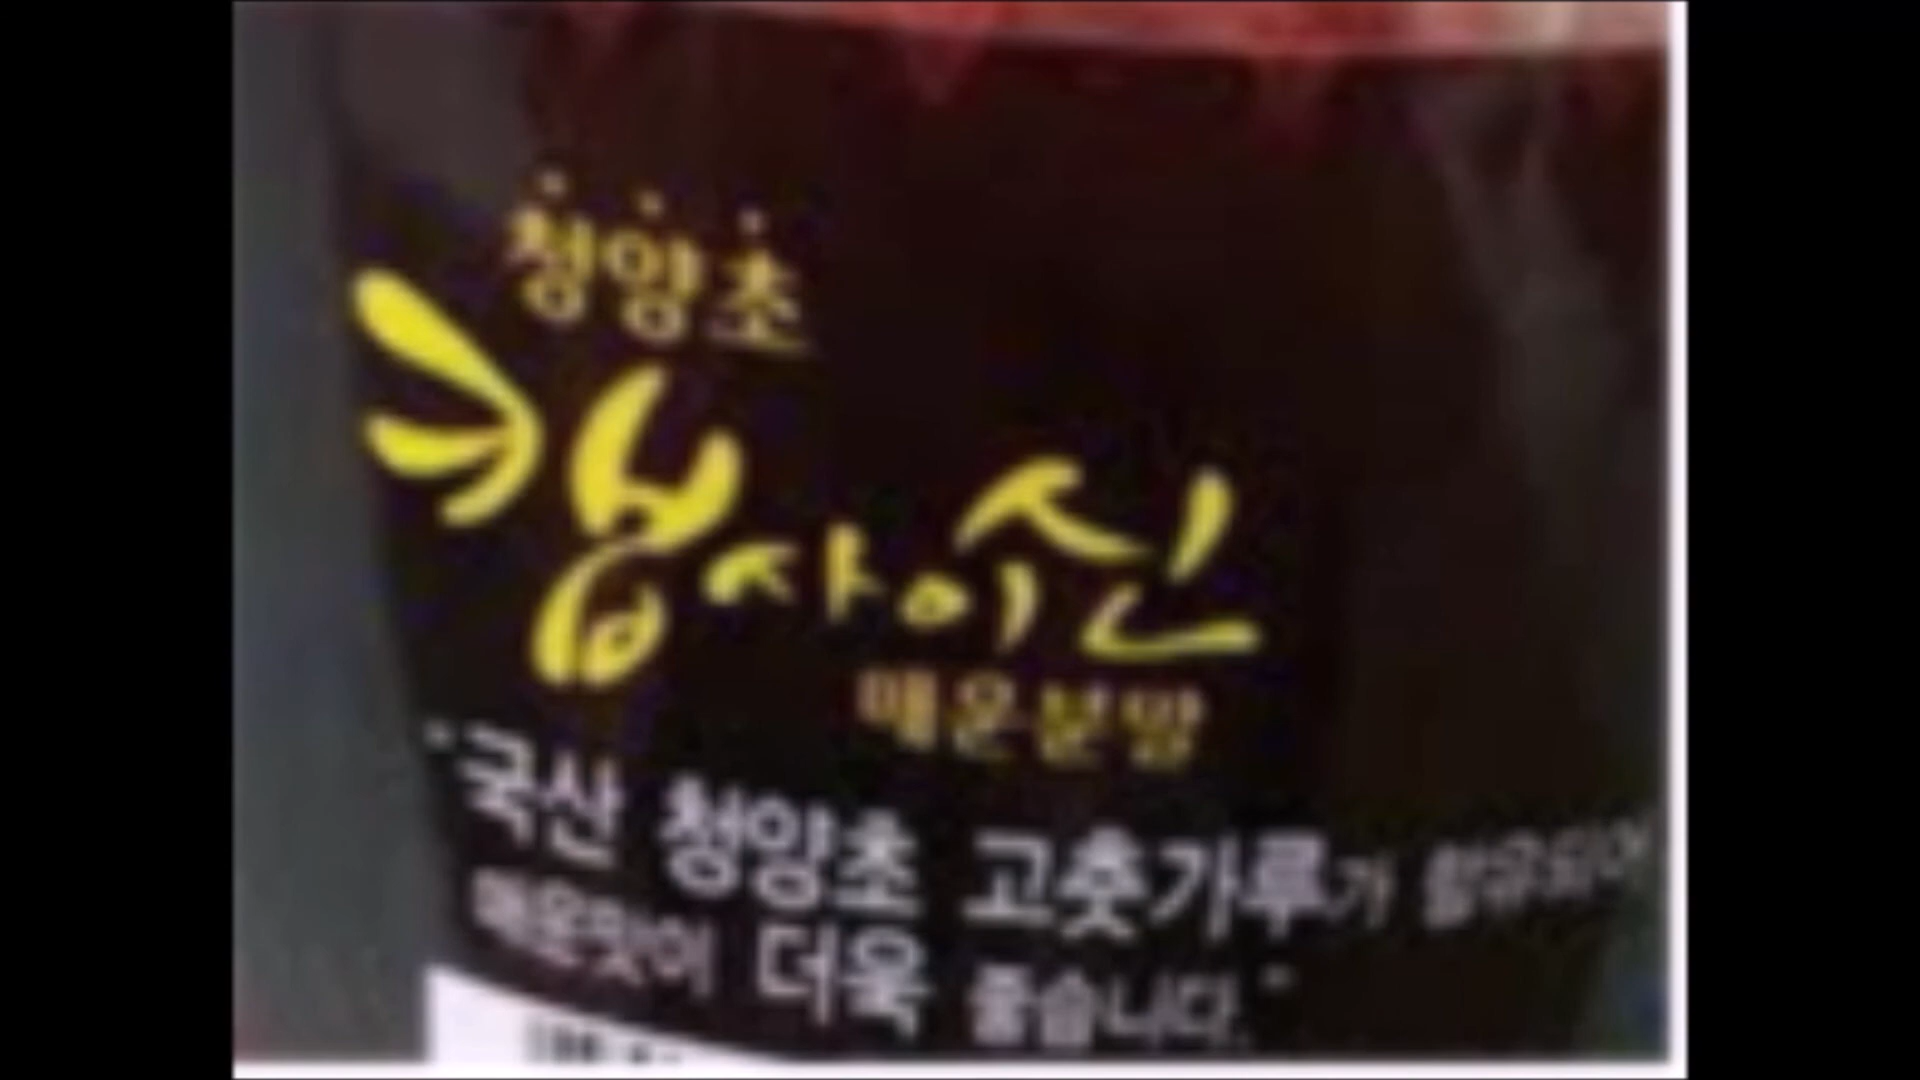 청양초
캡사이신
매운분말
"국산 청양초 고춧가루가 함유되어
매운맛이 더욱 좋습니다."